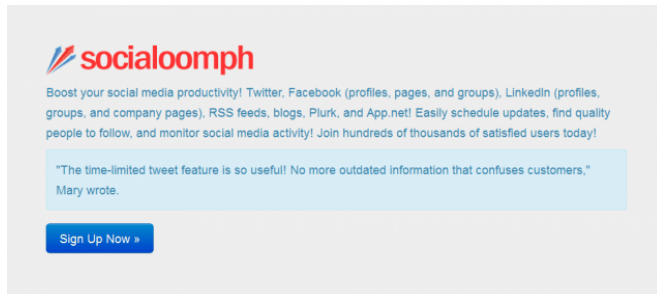 socialoomph
Boost your social media productivity! Twitter, Facebook (profiles, pages, and groups), LinkedIn (profiles,
groups, and company pages), RSS feeds, blogs, Plurk, and App.net! Easily schedule updates, find quality
people to follow, and monitor social media activity! Join hundreds of thousands of satisfied users today!
"The time-limited tweet feature is so useful! No more outdated information that confuses customers,"
Mary wrote.
Sign Up Now »